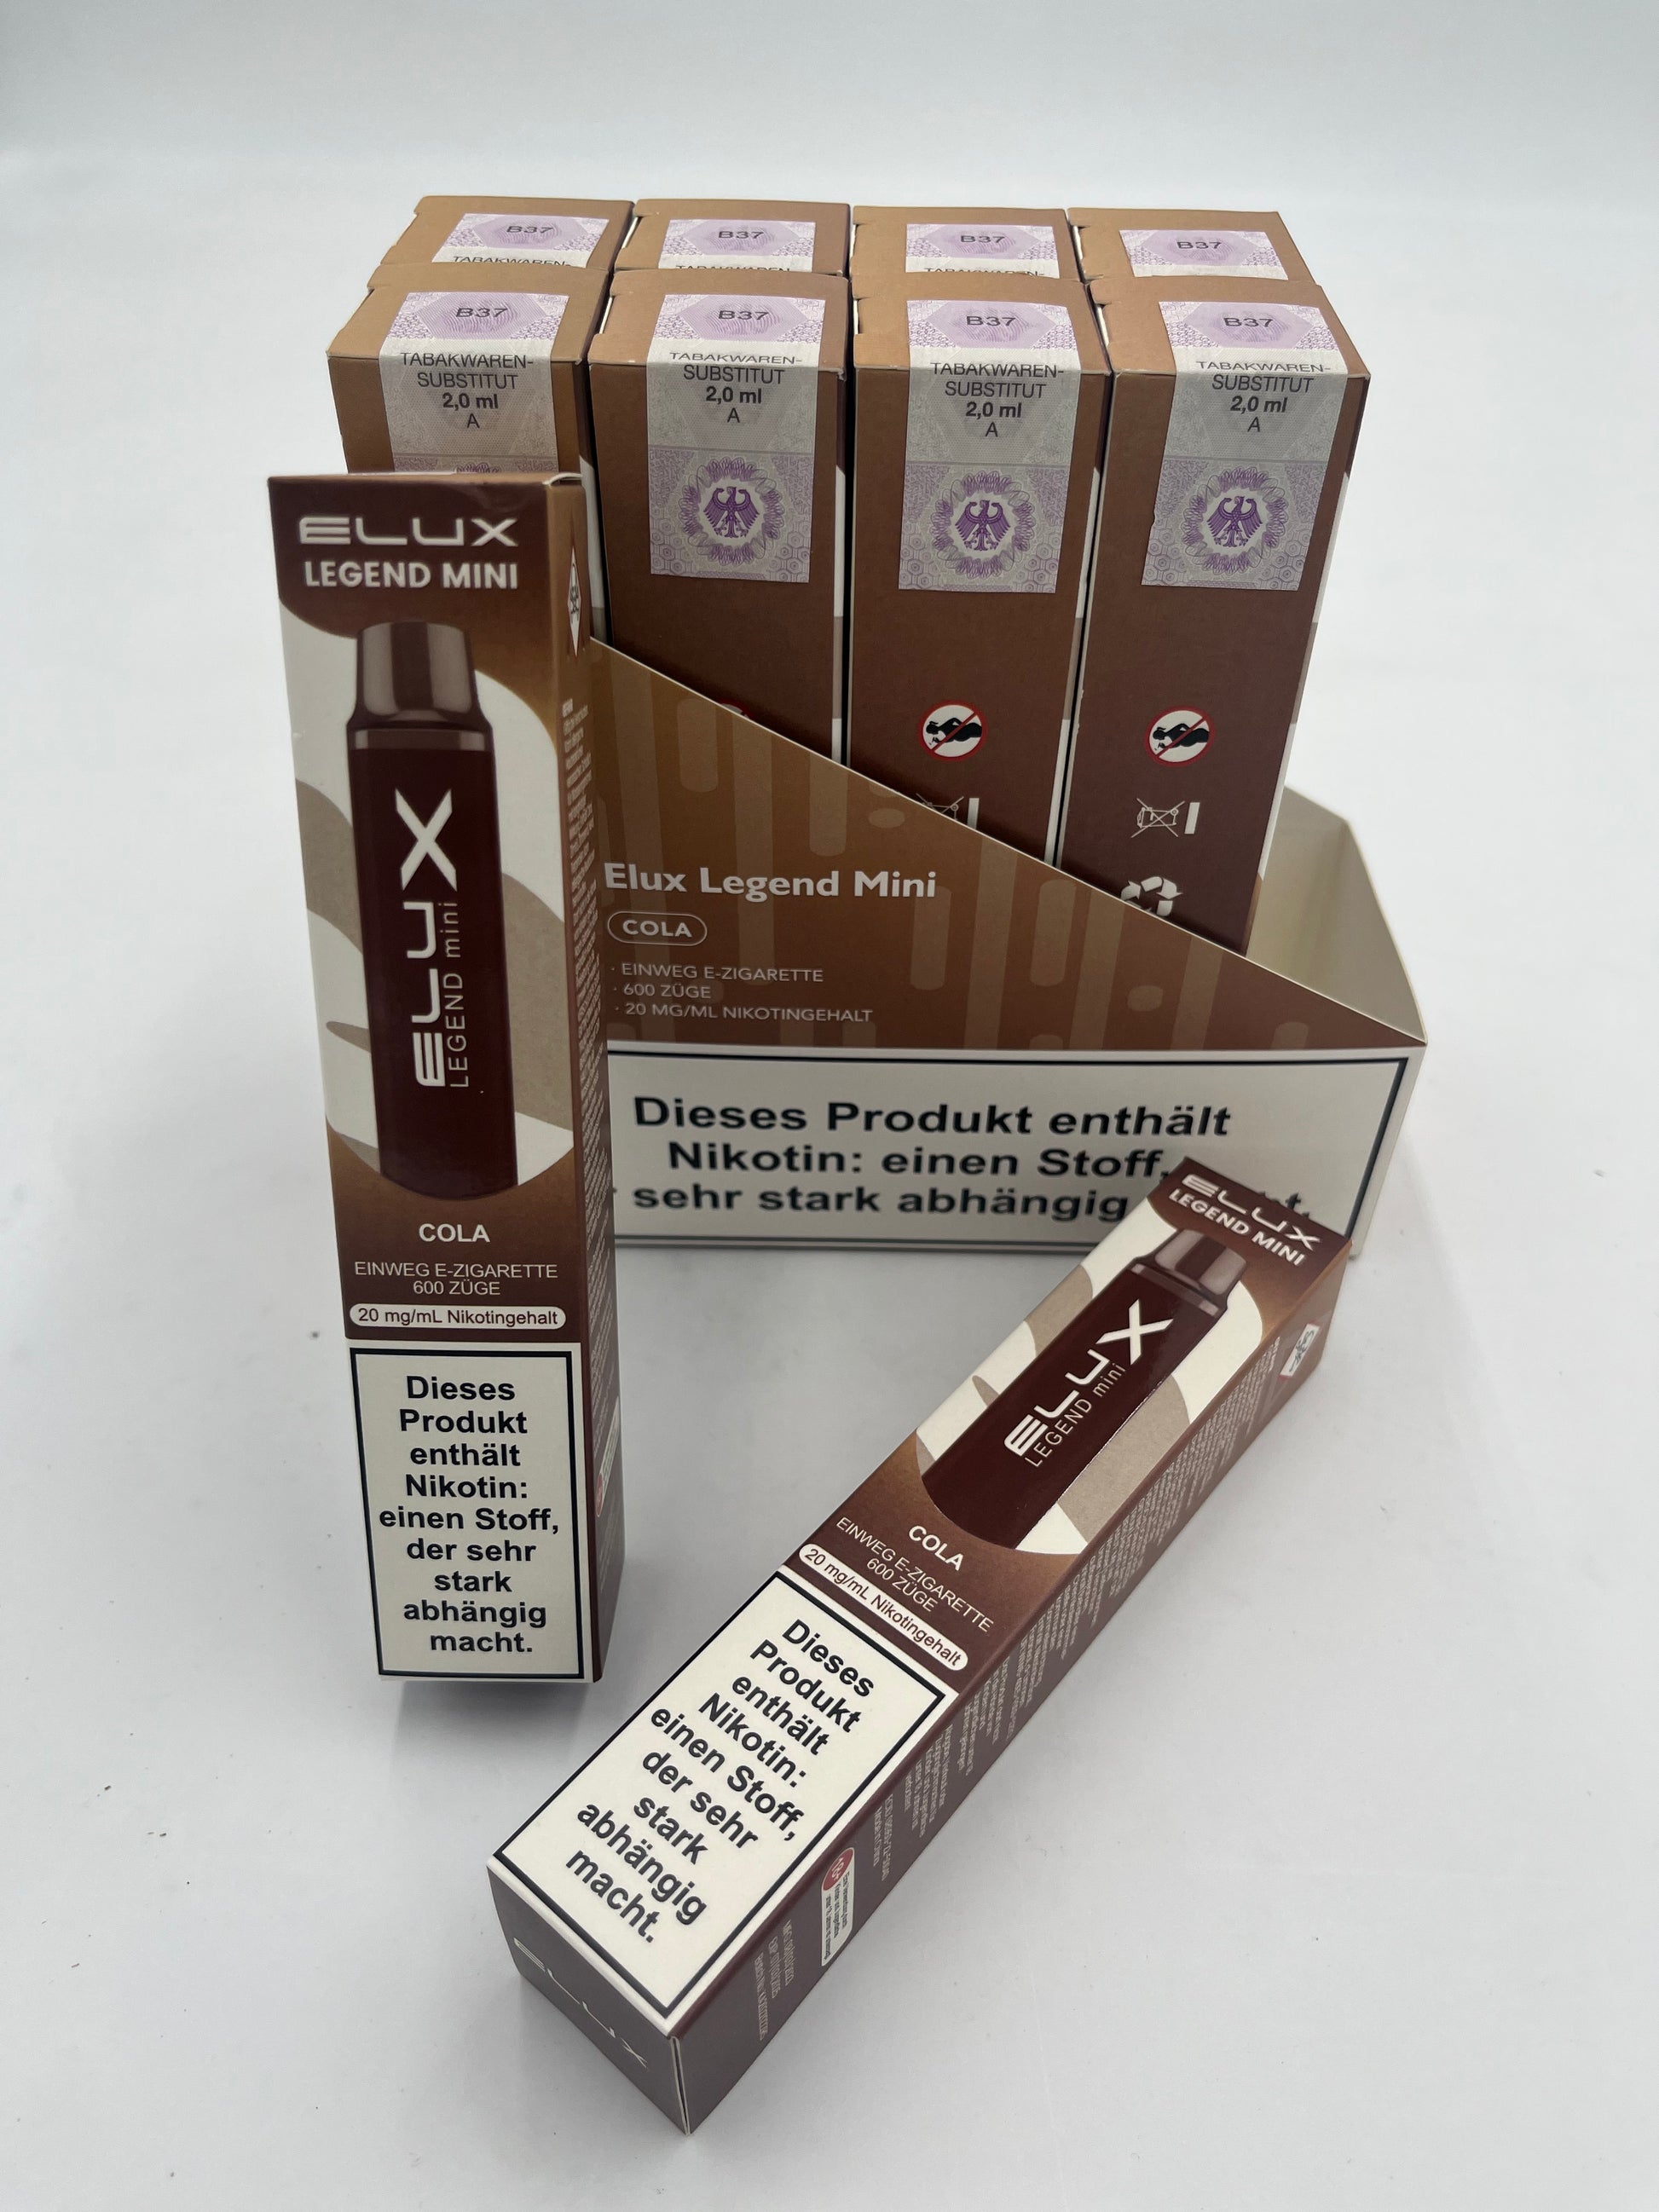 B37
TABAKWAREN-
B37
TABAKWAREN-
B37
TABAKWAREN-
B37
B37
TABAKWAREN-
SUBSTITUT
2,0 ml
A
B37
TABAKWAREN-
SUBSTITUT
2,0 ml
A
B37
TABAKWAREN-
SUBSTITUT
2,0 ml
A
B37
TABAKWAREN-
SUBSTITUT
2,0 ml
A
ELUX
LEGEND MINI
ELUX
LEGEND mini
COLA
EINWEG E-ZIGARETTE
600 ZÜGE
20 mg/mL Nikotingehalt
Dieses
Produkt
enthält
Nikotin:
einen Stoff,
der sehr
stark
abhängig
macht.
Elux Legend Mini
COLA
· EINWEG E-ZIGARETTE
· 600 ZÜGE
· 20 MG/ML NIKOTINGEHALT
Dieses Produkt enthält
Nikotin: einen Stoff,
sehr stark abhängig
ELUX
LEGEND MINI
ELUX
LEGEND mini
COLA
EINWEG E-ZIGARETTE
600 ZÜGE
20 mg/mL Nikotingehalt
Dieses
Produkt
enthält
Nikotin:
einen Stoff,
der sehr
stark
abhängig
macht.
ELUX